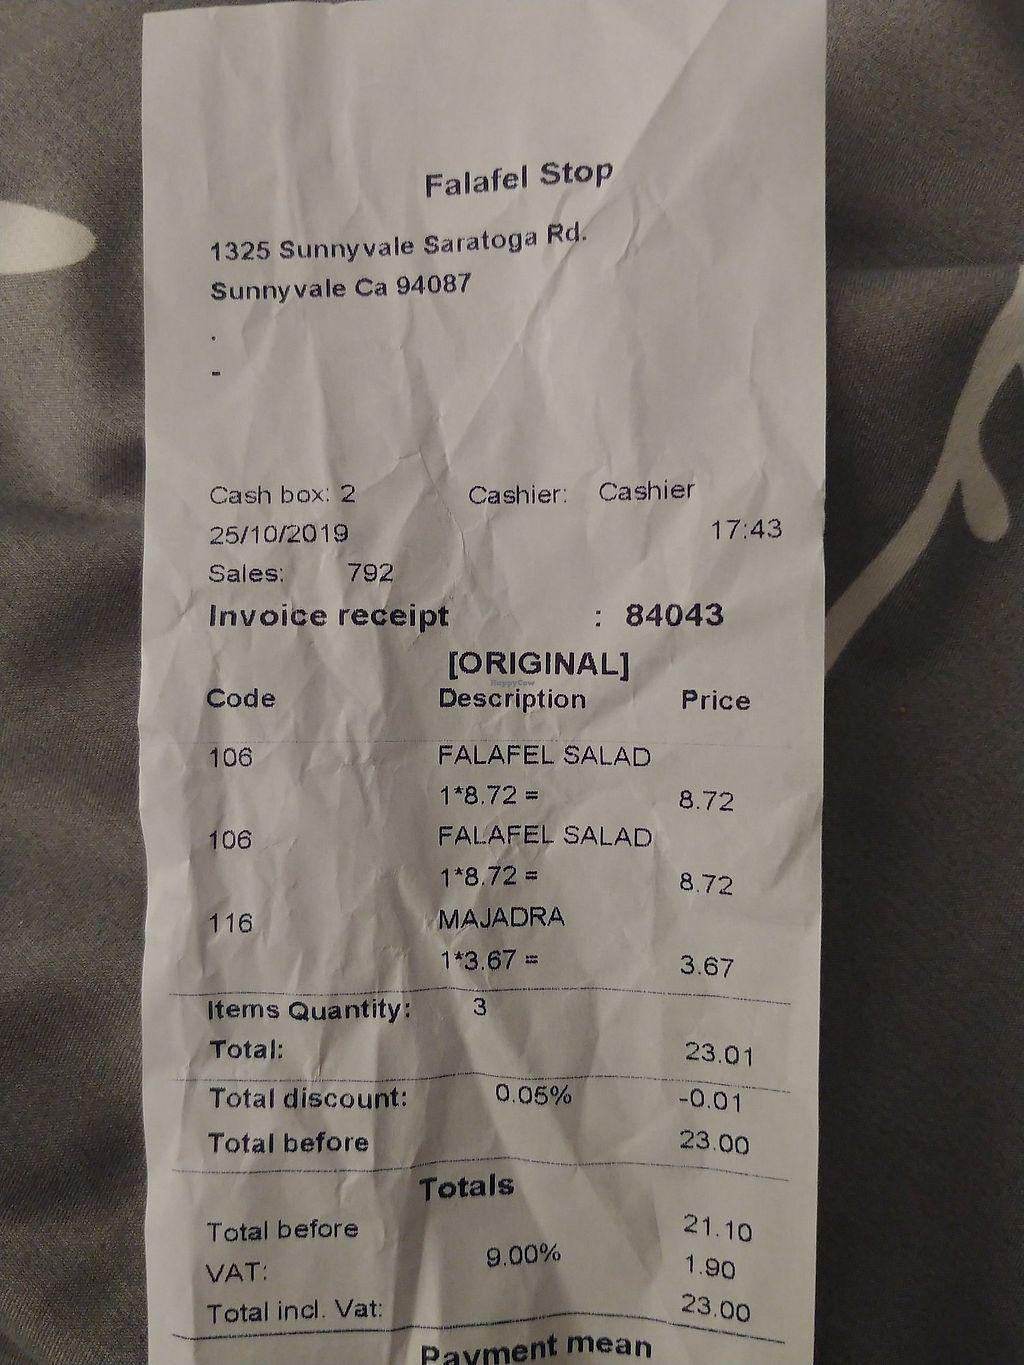 Falafel Stop
1325 Sunnyvale Saratoga Rd.
Sunnyvale Ca 94087
.
-
Cash box: 2 Cashier: Cashier
25/10/2019 17:43
Sales: 792
Invoice receipt : 84043
[ORIGINAL]
HappyCow
Code Description Price
106 FALAFEL SALAD
1*8.72 = 8.72
106 FALAFEL SALAD
1*8.72 = 8.72
116 MAJADRA
1*3.67 = 3.67
Items Quantity: 3
Total: 23.01
Total discount: 0.05% -0.01
Total before 23.00
Totals
Total before 21.10
VAT: 9.00% 1.90
Total incl. Vat: 23.00
Payment mean